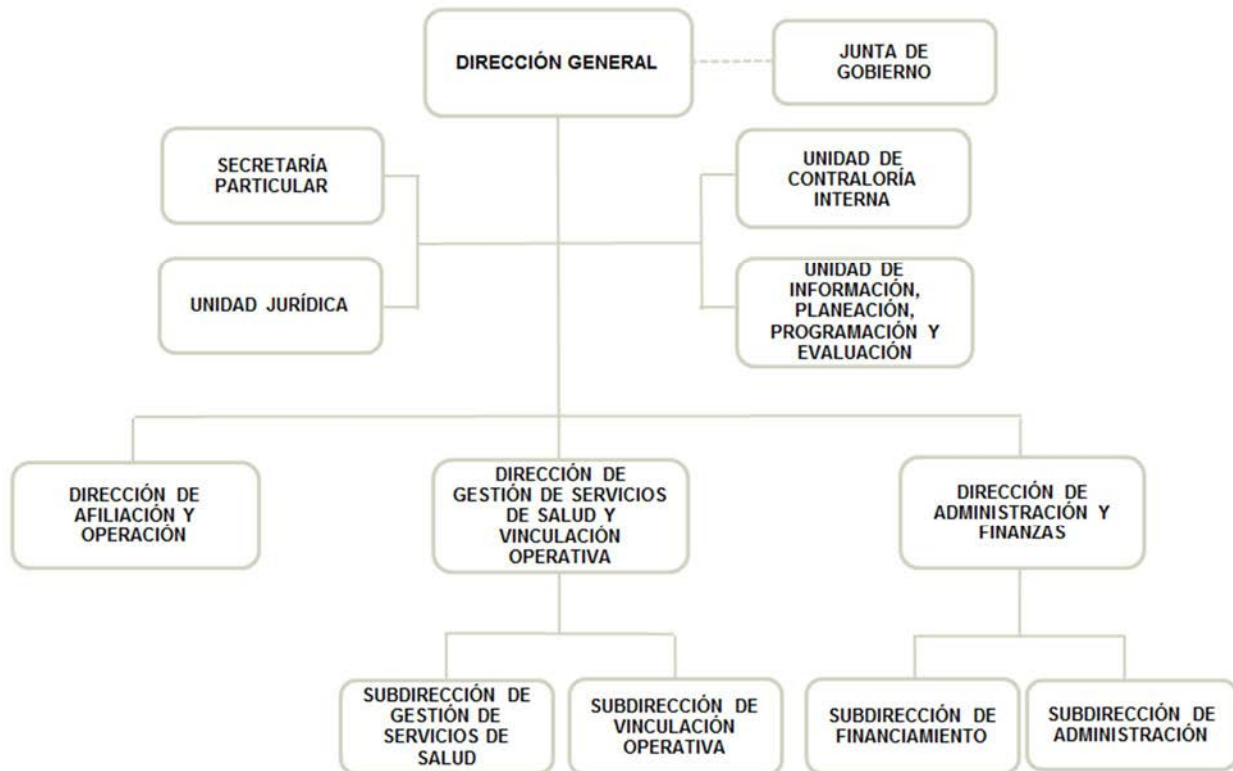 DIRECCIÓN GENERAL
JUNTA DE
GOBIERNO
SECRETARÍA
PARTICULAR
UNIDAD DE
CONTRALORÍA
INTERNA
UNIDAD JURÍDICA
UNIDAD DE
INFORMACIÓN,
PLANEACIÓN,
PROGRAMACIÓN Y
EVALUACIÓN
DIRECCIÓN DE
AFILIACIÓN Y
OPERACIÓN
DIRECCIÓN DE
GESTIÓN DE SERVICIOS
DE SALUD Y
VINCULACIÓN
OPERATIVA
DIRECCIÓN DE
ADMINISTRACIÓN Y
FINANZAS
SUBDIRECCIÓN DE
GESTIÓN DE
SERVICIOS DE
SALUD
SUBDIRECCIÓN DE
VINCULACIÓN
OPERATIVA
SUBDIRECCIÓN DE
FINANCIAMIENTO
SUBDIRECCIÓN DE
ADMINISTRACIÓN